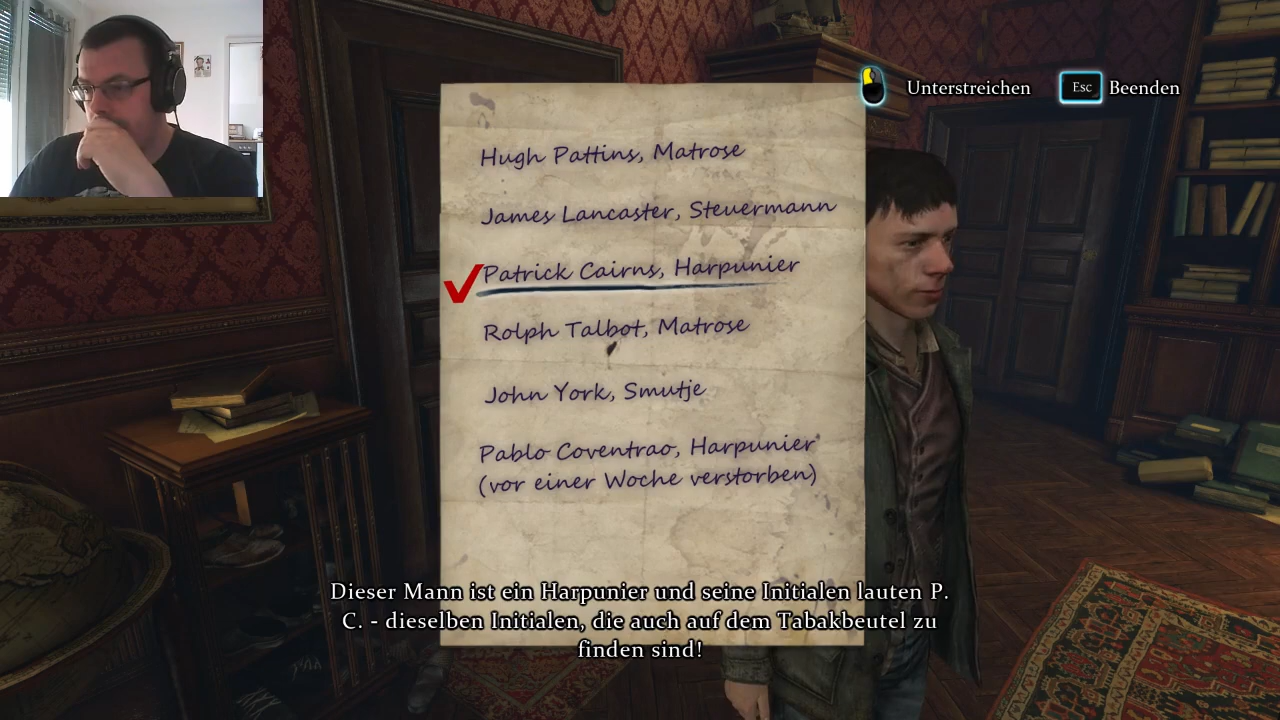 Unterstreichen
Esc Beenden
Hugh Pattins, Matrose
James Lancaster, Steuermann
Patrick Cairns, Harpunier
Rolph Talbot, Matrose
John York, Smutje
Pablo Coventrao, Harpunier
(vor einer Woche verstorben)
Dieser Mann ist ein Harpunier und seine Initialen lauten P.
C. - dieselben Initialen, die auch auf dem Tabakbeutel zu
finden sind!